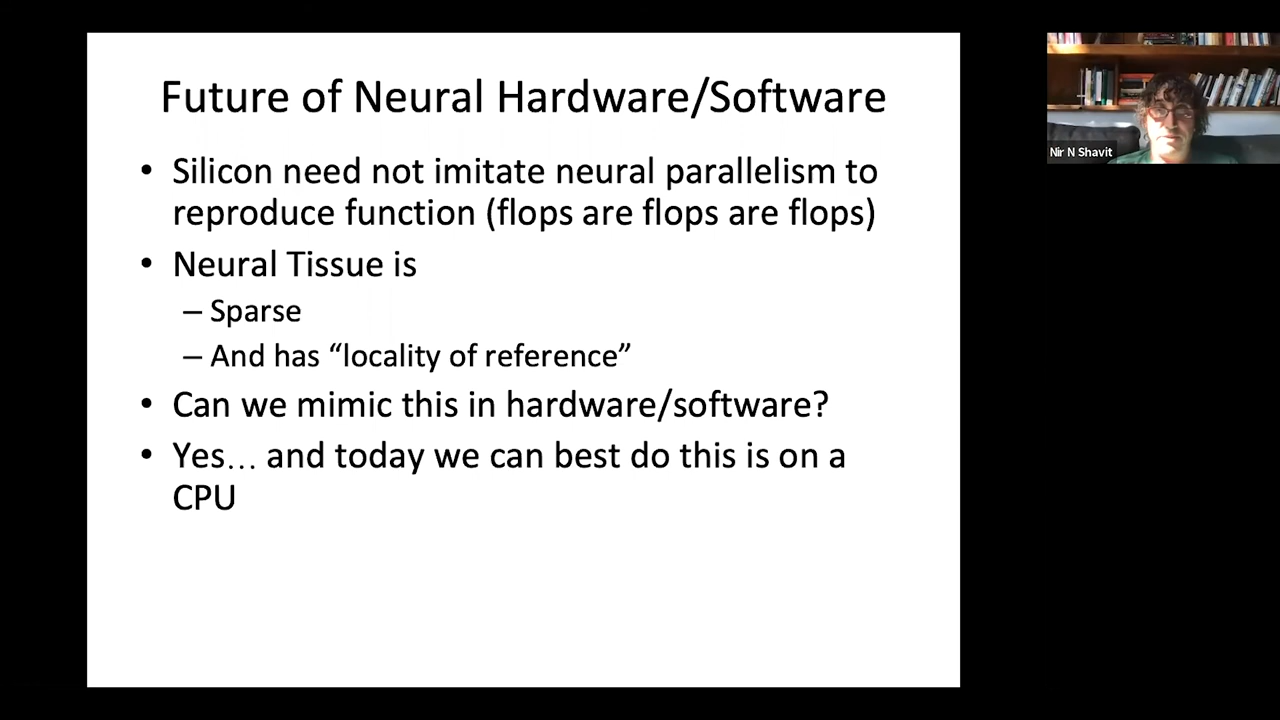 Future of Neural Hardware/Software
• Silicon need not imitate neural parallelism to
reproduce function (flops are flops are flops)
• Neural Tissue is
– Sparse
– And has “locality of reference”
• Can we mimic this in hardware/software?
• Yes… and today we can best do this is on a
CPU
Nir N Shavit